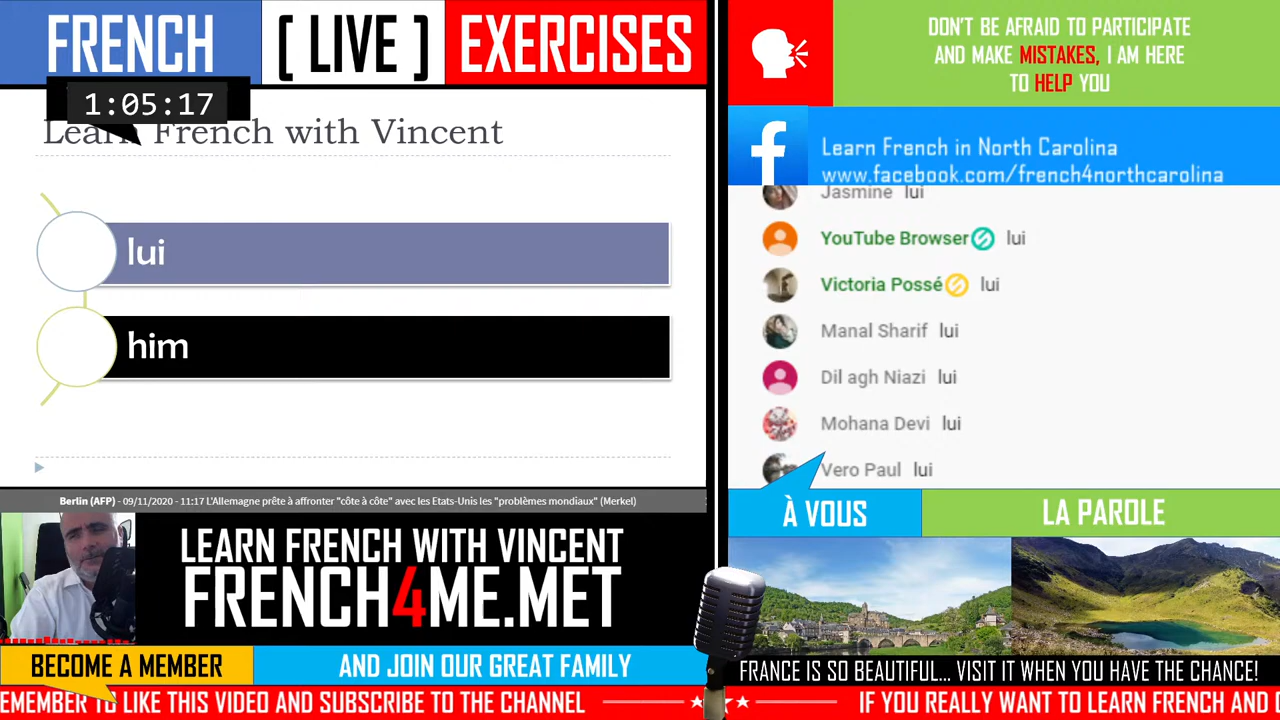 FRENCH [ LIVE ] EXERCISES
1:05:17
Learn French with Vincent
lui
him
Berlin (AFP) - 09/11/2020 - 11:17 L'Allemagne prête à affronter "côte à côte" avec les Etats-Unis les "problèmes mondiaux" (Merkel)
LEARN FRENCH WITH VINCENT
FRENCH4ME.MET
BECOME A MEMBER
AND JOIN OUR GREAT FAMILY
DON'T BE AFRAID TO PARTICIPATE
AND MAKE MISTAKES, I AM HERE
TO HELP YOU
Learn French in North Carolina
www.facebook.com/french4northcarolina
Jasmine lui
YouTube Browser lui
Victoria Possé lui
Manal Sharif lui
Dil agh Niazi lui
Mohana Devi lui
Vero Paul lui
À VOUS
LA PAROLE
FRANCE IS SO BEAUTIFUL... VISIT IT WHEN YOU HAVE THE CHANCE!
EMEMBER TO LIKE THIS VIDEO AND SUBSCRIBE TO THE CHANNEL
IF YOU REALLY WANT TO LEARN FRENCH AND